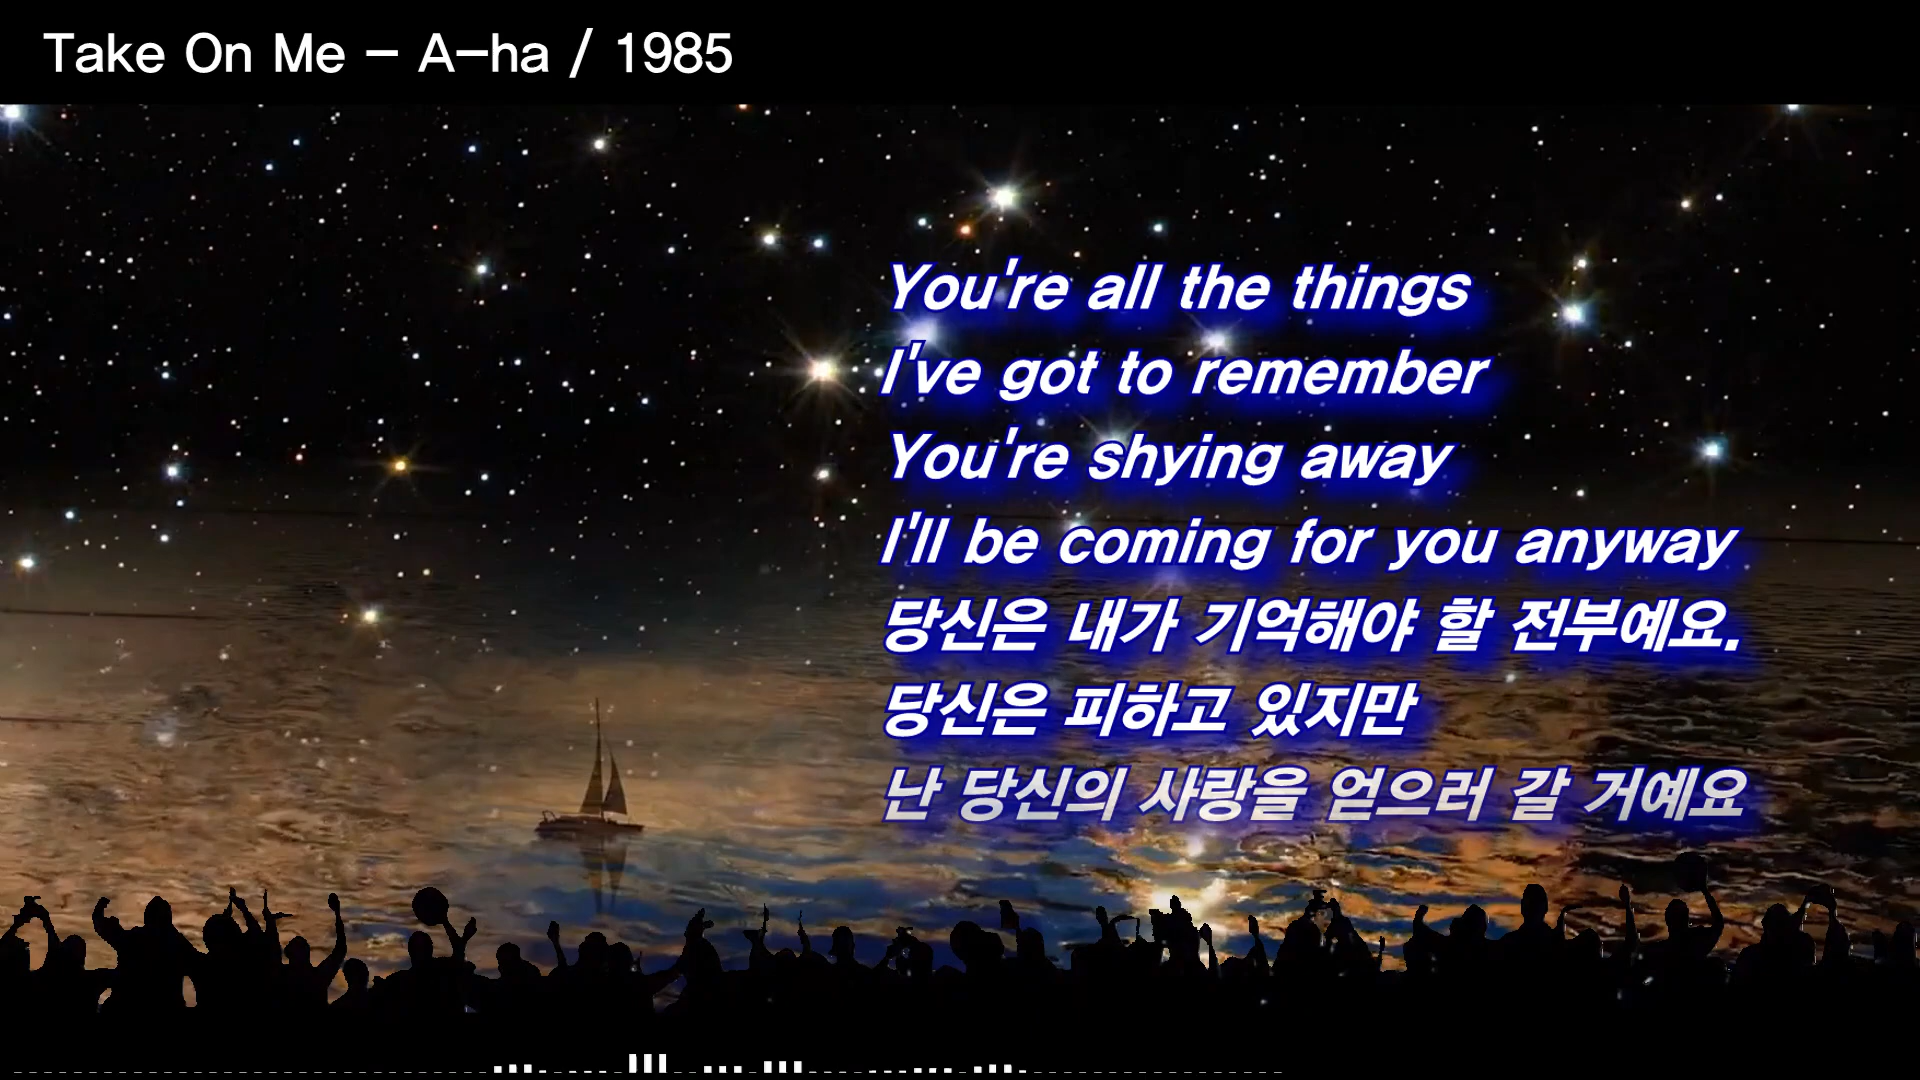 Take On Me - A-ha / 1985
You're all the things
I've got to remember
You're shying away
I'll be coming for you anyway
당신은 내가 기억해야 할 전부예요.
당신은 피하고 있지만
난 당신의 사랑을 얻으러 갈 거예요